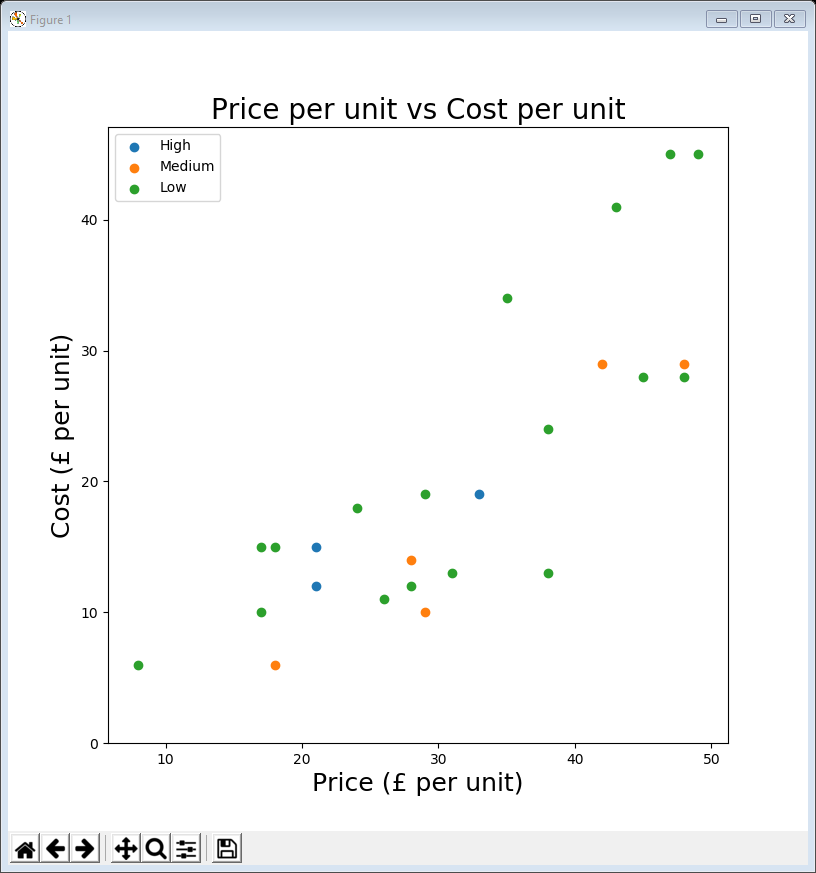 Figure 1
Price per unit vs Cost per unit
High
Medium
Low
40
30
20
10
0
Cost (£ per unit)
10 20 30 40 50
Price (£ per unit)